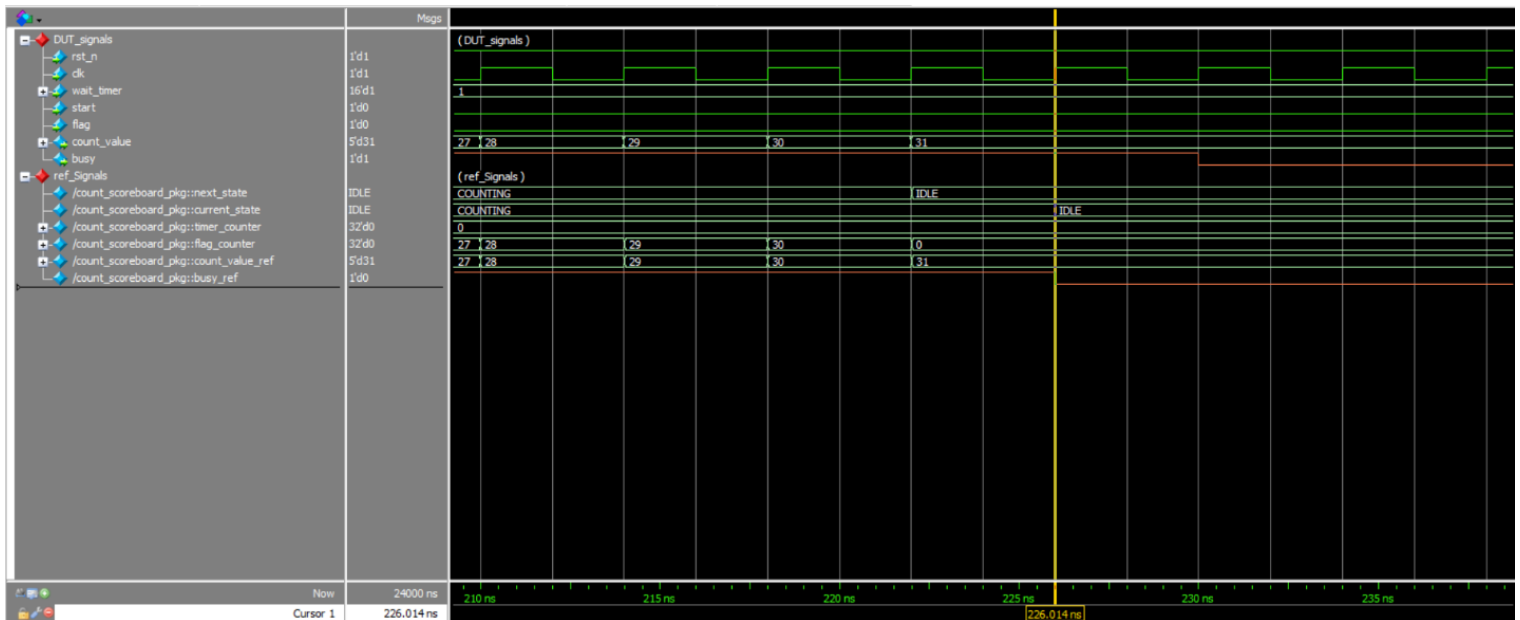 Msgs
DUT_signals (DUT_signals)
rst_n 1'd1
clk 1'd1
wait_timer 16'd1 1
start 1'd0
flag 1'd0
count_value 5'd31 27 28 29 30 31
busy 1'd1
ref_Signals (ref_Signals)
/count_scoreboard_pkg::next_state IDLE COUNTING IDLE
/count_scoreboard_pkg::current_state IDLE COUNTING IDLE
/count_scoreboard_pkg::timer_counter 32'd0 0
/count_scoreboard_pkg::flag_counter 32'd0 27 28 29 30 0
/count_scoreboard_pkg::count_value_ref 5'd31 27 28 29 30 31
/count_scoreboard_pkg::busy_ref 1'd0
Now 24000 ns 210 ns 215 ns 220 ns 225 ns 230 ns 235 ns
Cursor 1 226.014 ns 226.014 ns